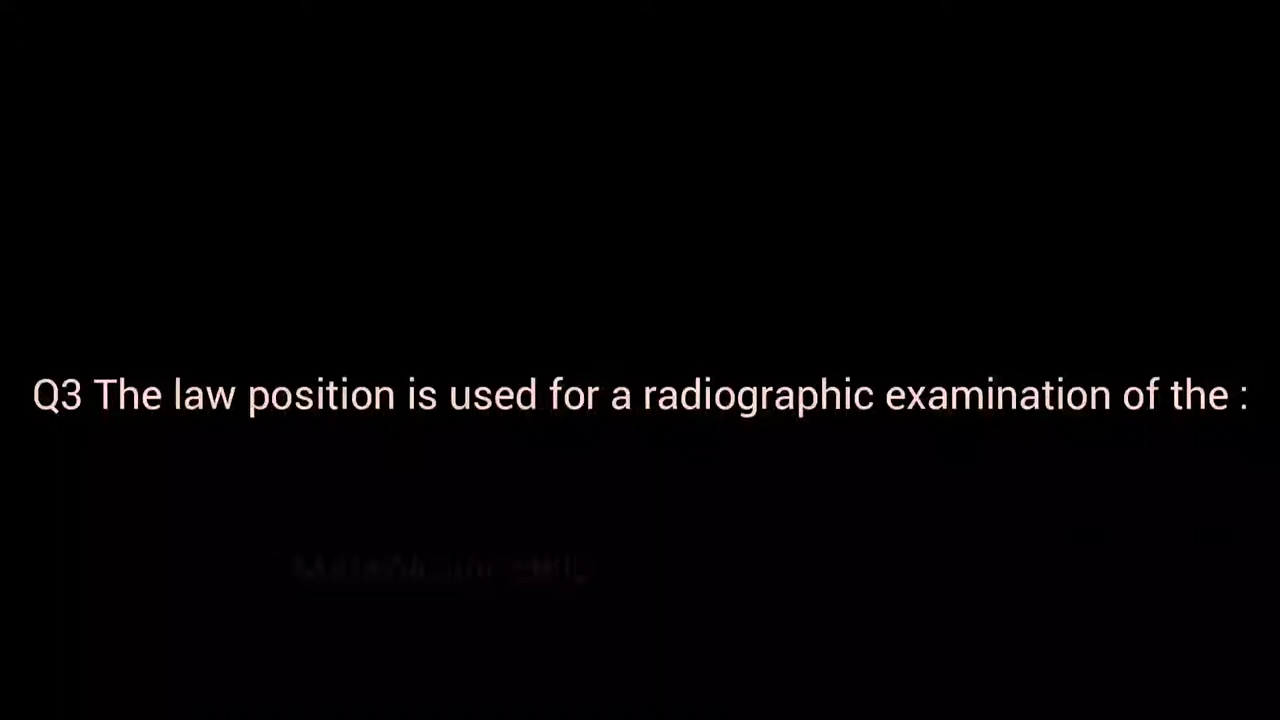 Q3 The law position is used for a radiographic examination of the :